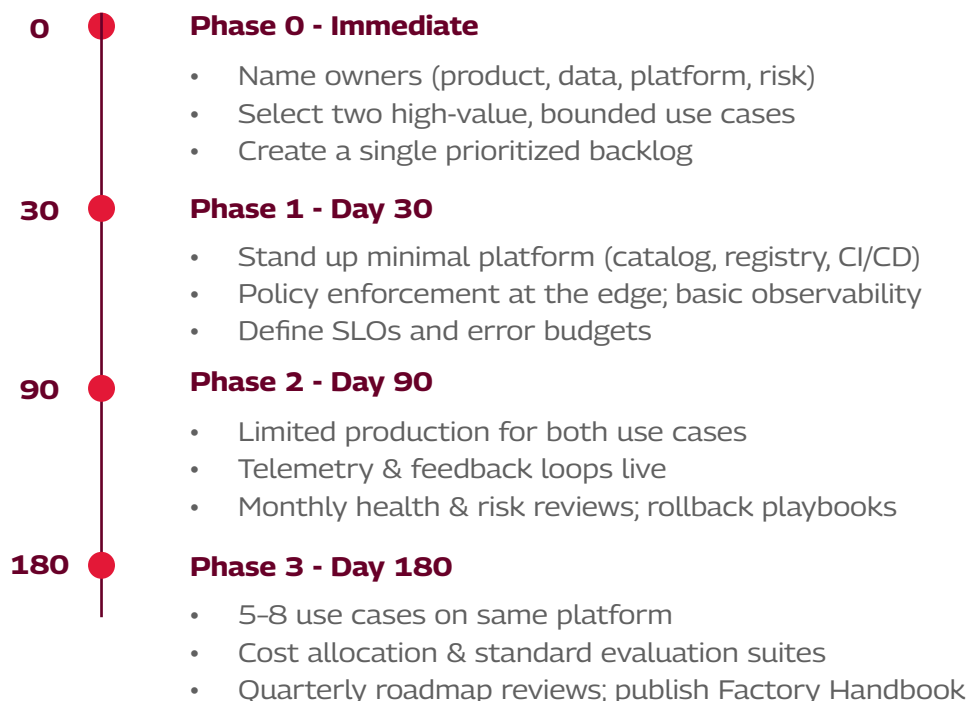 0
Phase 0 - Immediate
• Name owners (product, data, platform, risk)
• Select two high-value, bounded use cases
• Create a single prioritized backlog
30
Phase 1 - Day 30
• Stand up minimal platform (catalog, registry, CI/CD)
• Policy enforcement at the edge; basic observability
• Define SLOs and error budgets
90
Phase 2 - Day 90
• Limited production for both use cases
• Telemetry & feedback loops live
• Monthly health & risk reviews; rollback playbooks
180
Phase 3 - Day 180
• 5–8 use cases on same platform
• Cost allocation & standard evaluation suites
• Quarterly roadmap reviews; publish Factory Handbook